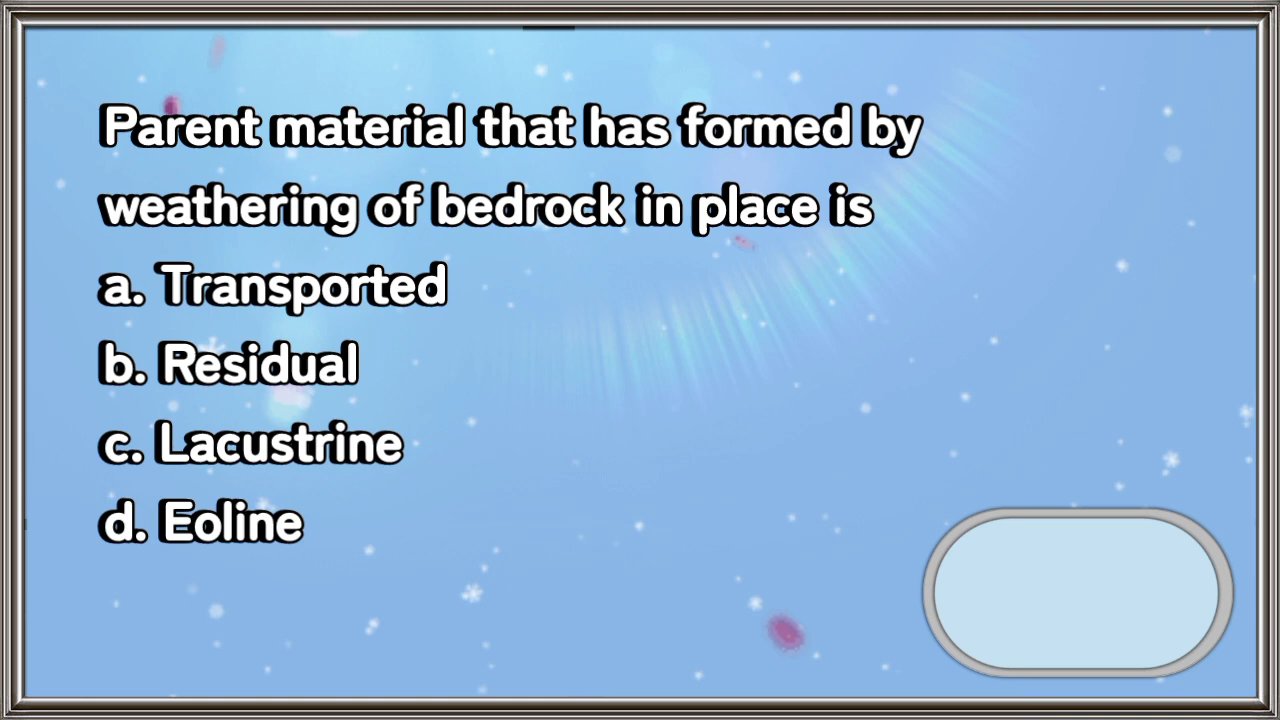 Parent material that has formed by
weathering of bedrock in place is
a. Transported
b. Residual
c. Lacustrine
d. Eoline